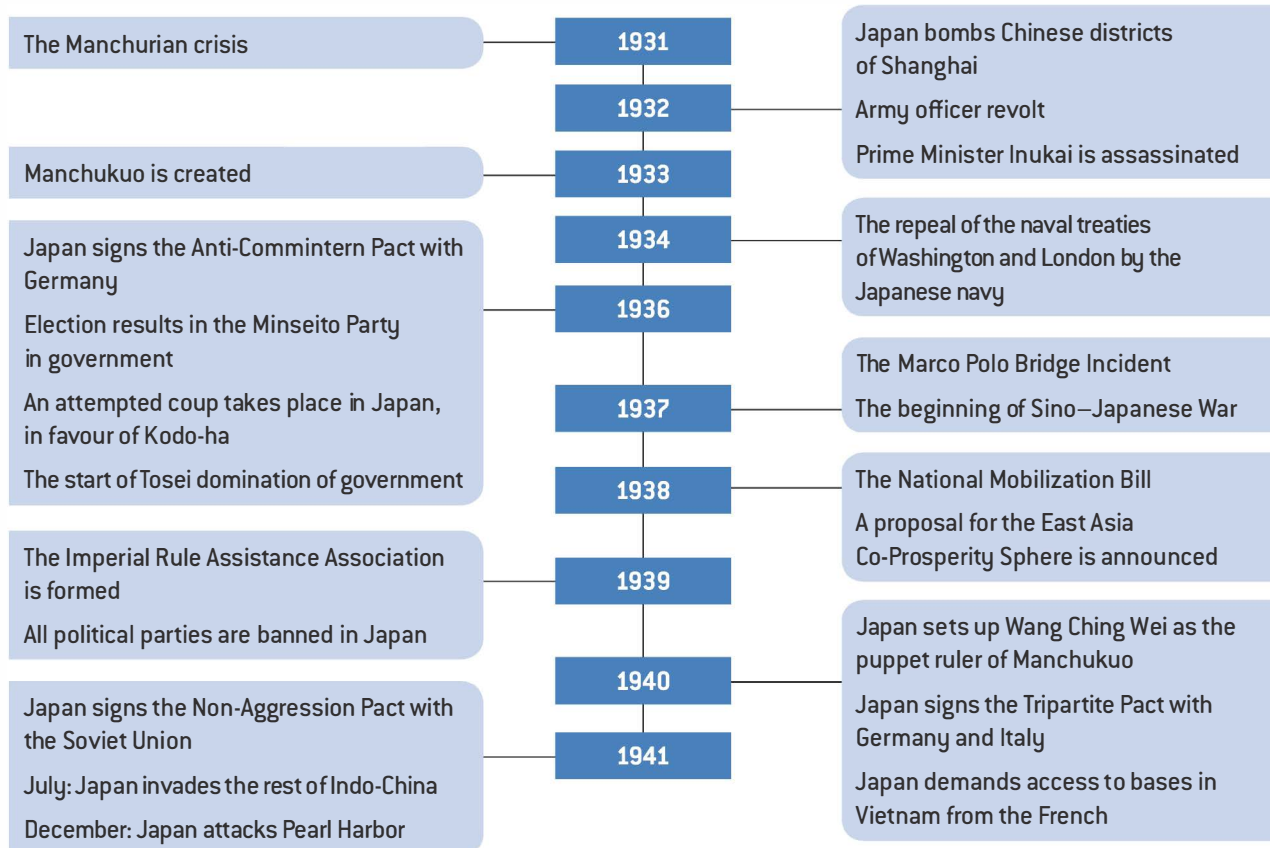 The Manchurian crisis
1931
Japan bombs Chinese districts
of Shanghai
Army officer revolt
Prime Minister Inukai is assassinated
1932
Manchukuo is created
1933
1934
The repeal of the naval treaties
of Washington and London by the
Japanese navy
Japan signs the Anti-Commintern Pact with
Germany
Election results in the Minseito Party
in government
An attempted coup takes place in Japan,
in favour of Kodo-ha
The start of Tosei domination of government
1936
1937
The Marco Polo Bridge Incident
The beginning of Sino–Japanese War
1938
The National Mobilization Bill
A proposal for the East Asia
Co-Prosperity Sphere is announced
The Imperial Rule Assistance Association
is formed
All political parties are banned in Japan
1939
1940
Japan sets up Wang Ching Wei as the
puppet ruler of Manchukuo
Japan signs the Tripartite Pact with
Germany and Italy
Japan demands access to bases in
Vietnam from the French
Japan signs the Non-Aggression Pact with
the Soviet Union
July: Japan invades the rest of Indo-China
December: Japan attacks Pearl Harbor
1941